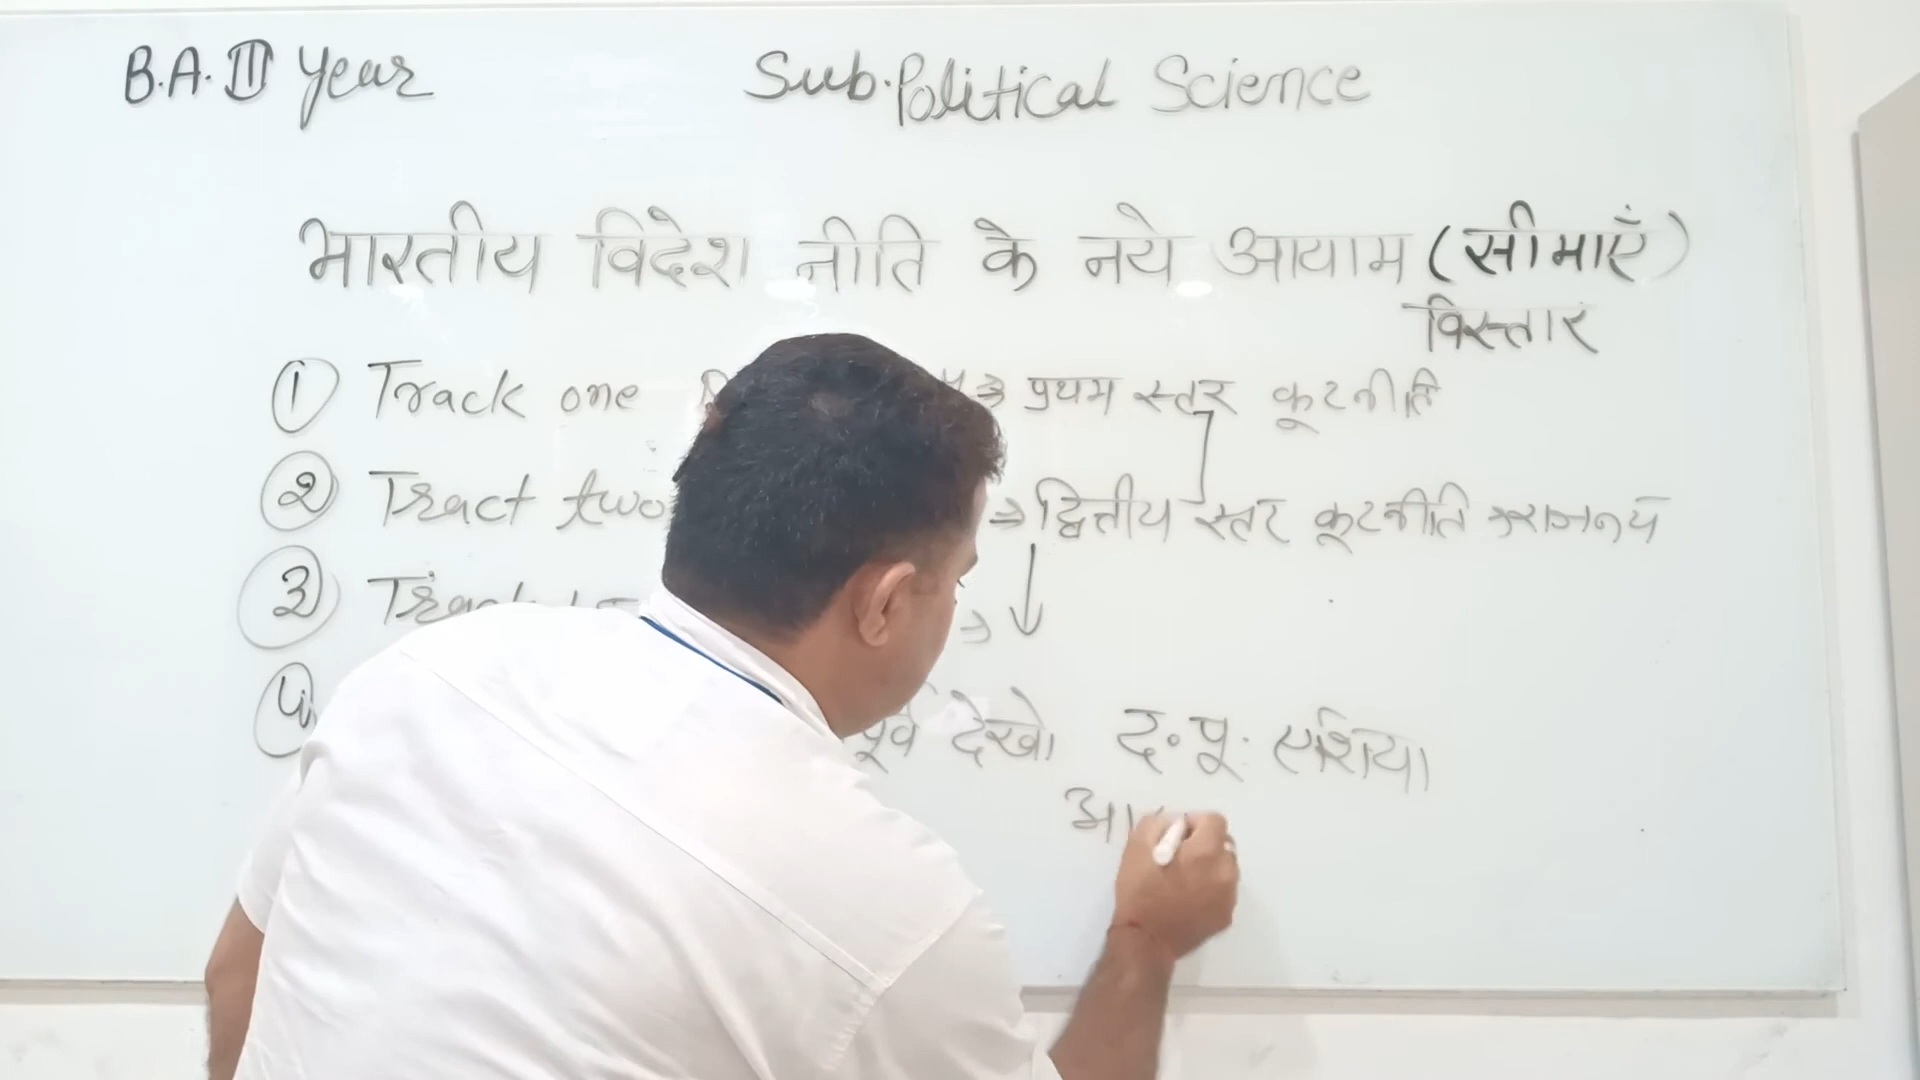 B.A. III Year Sub. Political Science
भारतीय विदेश नीति के नये आयाम (सीमाएँ)
विस्तार
① Track one → प्रथम स्तर कूटनीति
② Tract two → द्वितीय स्तर कूटनीति राजनय
③ →
④ पूर्व देखो द॰ पू. एशिया